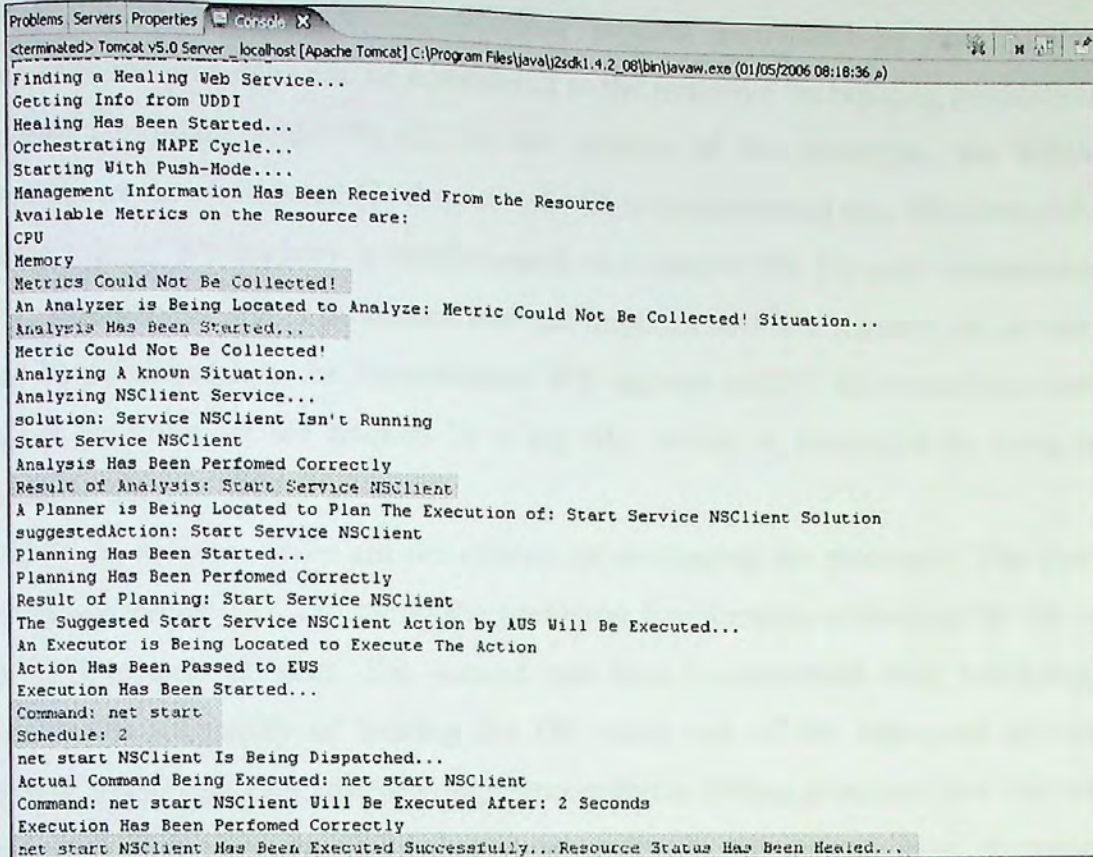 Problems Servers Properties Console
<terminated> Tomcat v5.0 Server _ localhost [Apache Tomcat] C:\Program Files\java\j2sdk1.4.2_08\bin\javaw.exe (01/05/2006 08:18:36 م)
Finding a Healing Web Service...
Getting Info from UDDI
Healing Has Been Started...
Orchestrating MAPE Cycle...
Starting With Push-Mode....
Management Information Has Been Received From the Resource
Available Metrics on the Resource are:
CPU
Memory
Metrics Could Not Be Collected!
An Analyzer is Being Located to Analyze: Metric Could Not Be Collected! Situation...
Analysis Has Been Started...
Metric Could Not Be Collected!
Analyzing A known Situation...
Analyzing NSClient Service...
solution: Service NSClient Isn't Running
Start Service NSClient
Analysis Has Been Perfomed Correctly
Result of Analysis: Start Service NSClient
A Planner is Being Located to Plan The Execution of: Start Service NSClient Solution
suggestedAction: Start Service NSClient
Planning Has Been Started...
Planning Has Been Perfomed Correctly
Result of Planning: Start Service NSClient
The Suggested Start Service NSClient Action by AWS Will Be Executed...
An Executor is Being Located to Execute The Action
Action Has Been Passed to EWS
Execution Has Been Started...
Command: net start
Schedule: 2
net start NSClient Is Being Dispatched...
Actual Command Being Executed: net start NSClient
Command: net start NSClient Will Be Executed After: 2 Seconds
Execution Has Been Perfomed Correctly
net start NSClient Has Been Executed Successfully...Resource Status Has Been Healed...